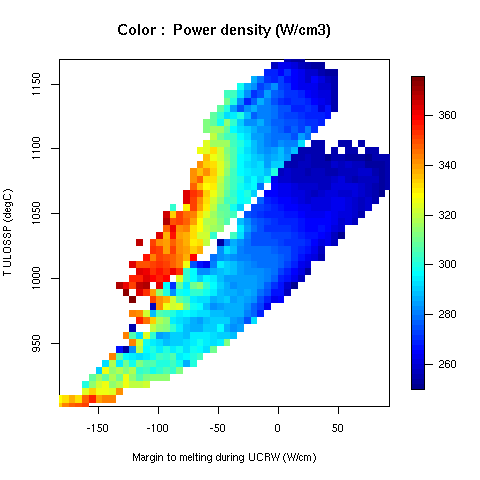 Color :  Power density (W/cm3)
T ULOSSP (degC)
1150
1100
1050
1000
950
360
340
320
300
280
260
-150 -100 -50 0 50
Margin to melting during UCRW (W/cm)